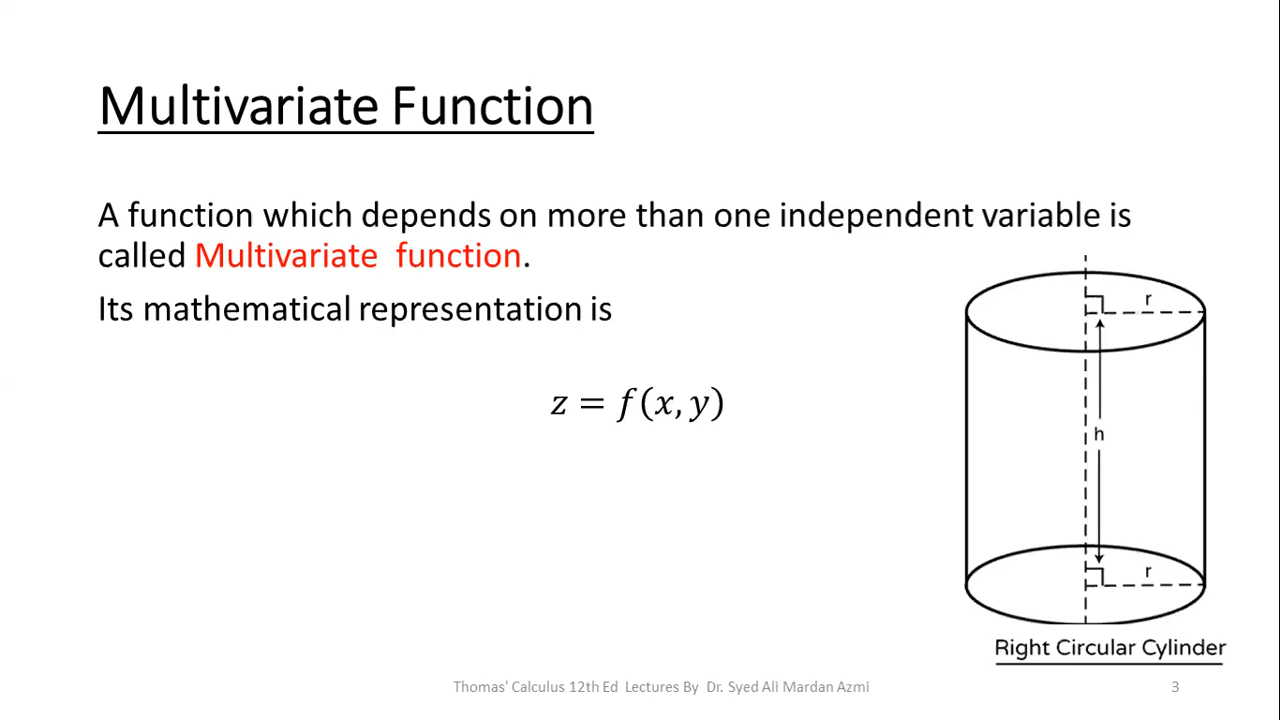 Multivariate Function
A function which depends on more than one independent variable is
called Multivariate function.
Its mathematical representation is
z = f(x, y)
r
h
r
Right Circular Cylinder
Thomas' Calculus 12th Ed Lectures By Dr. Syed Ali Mardan Azmi
3